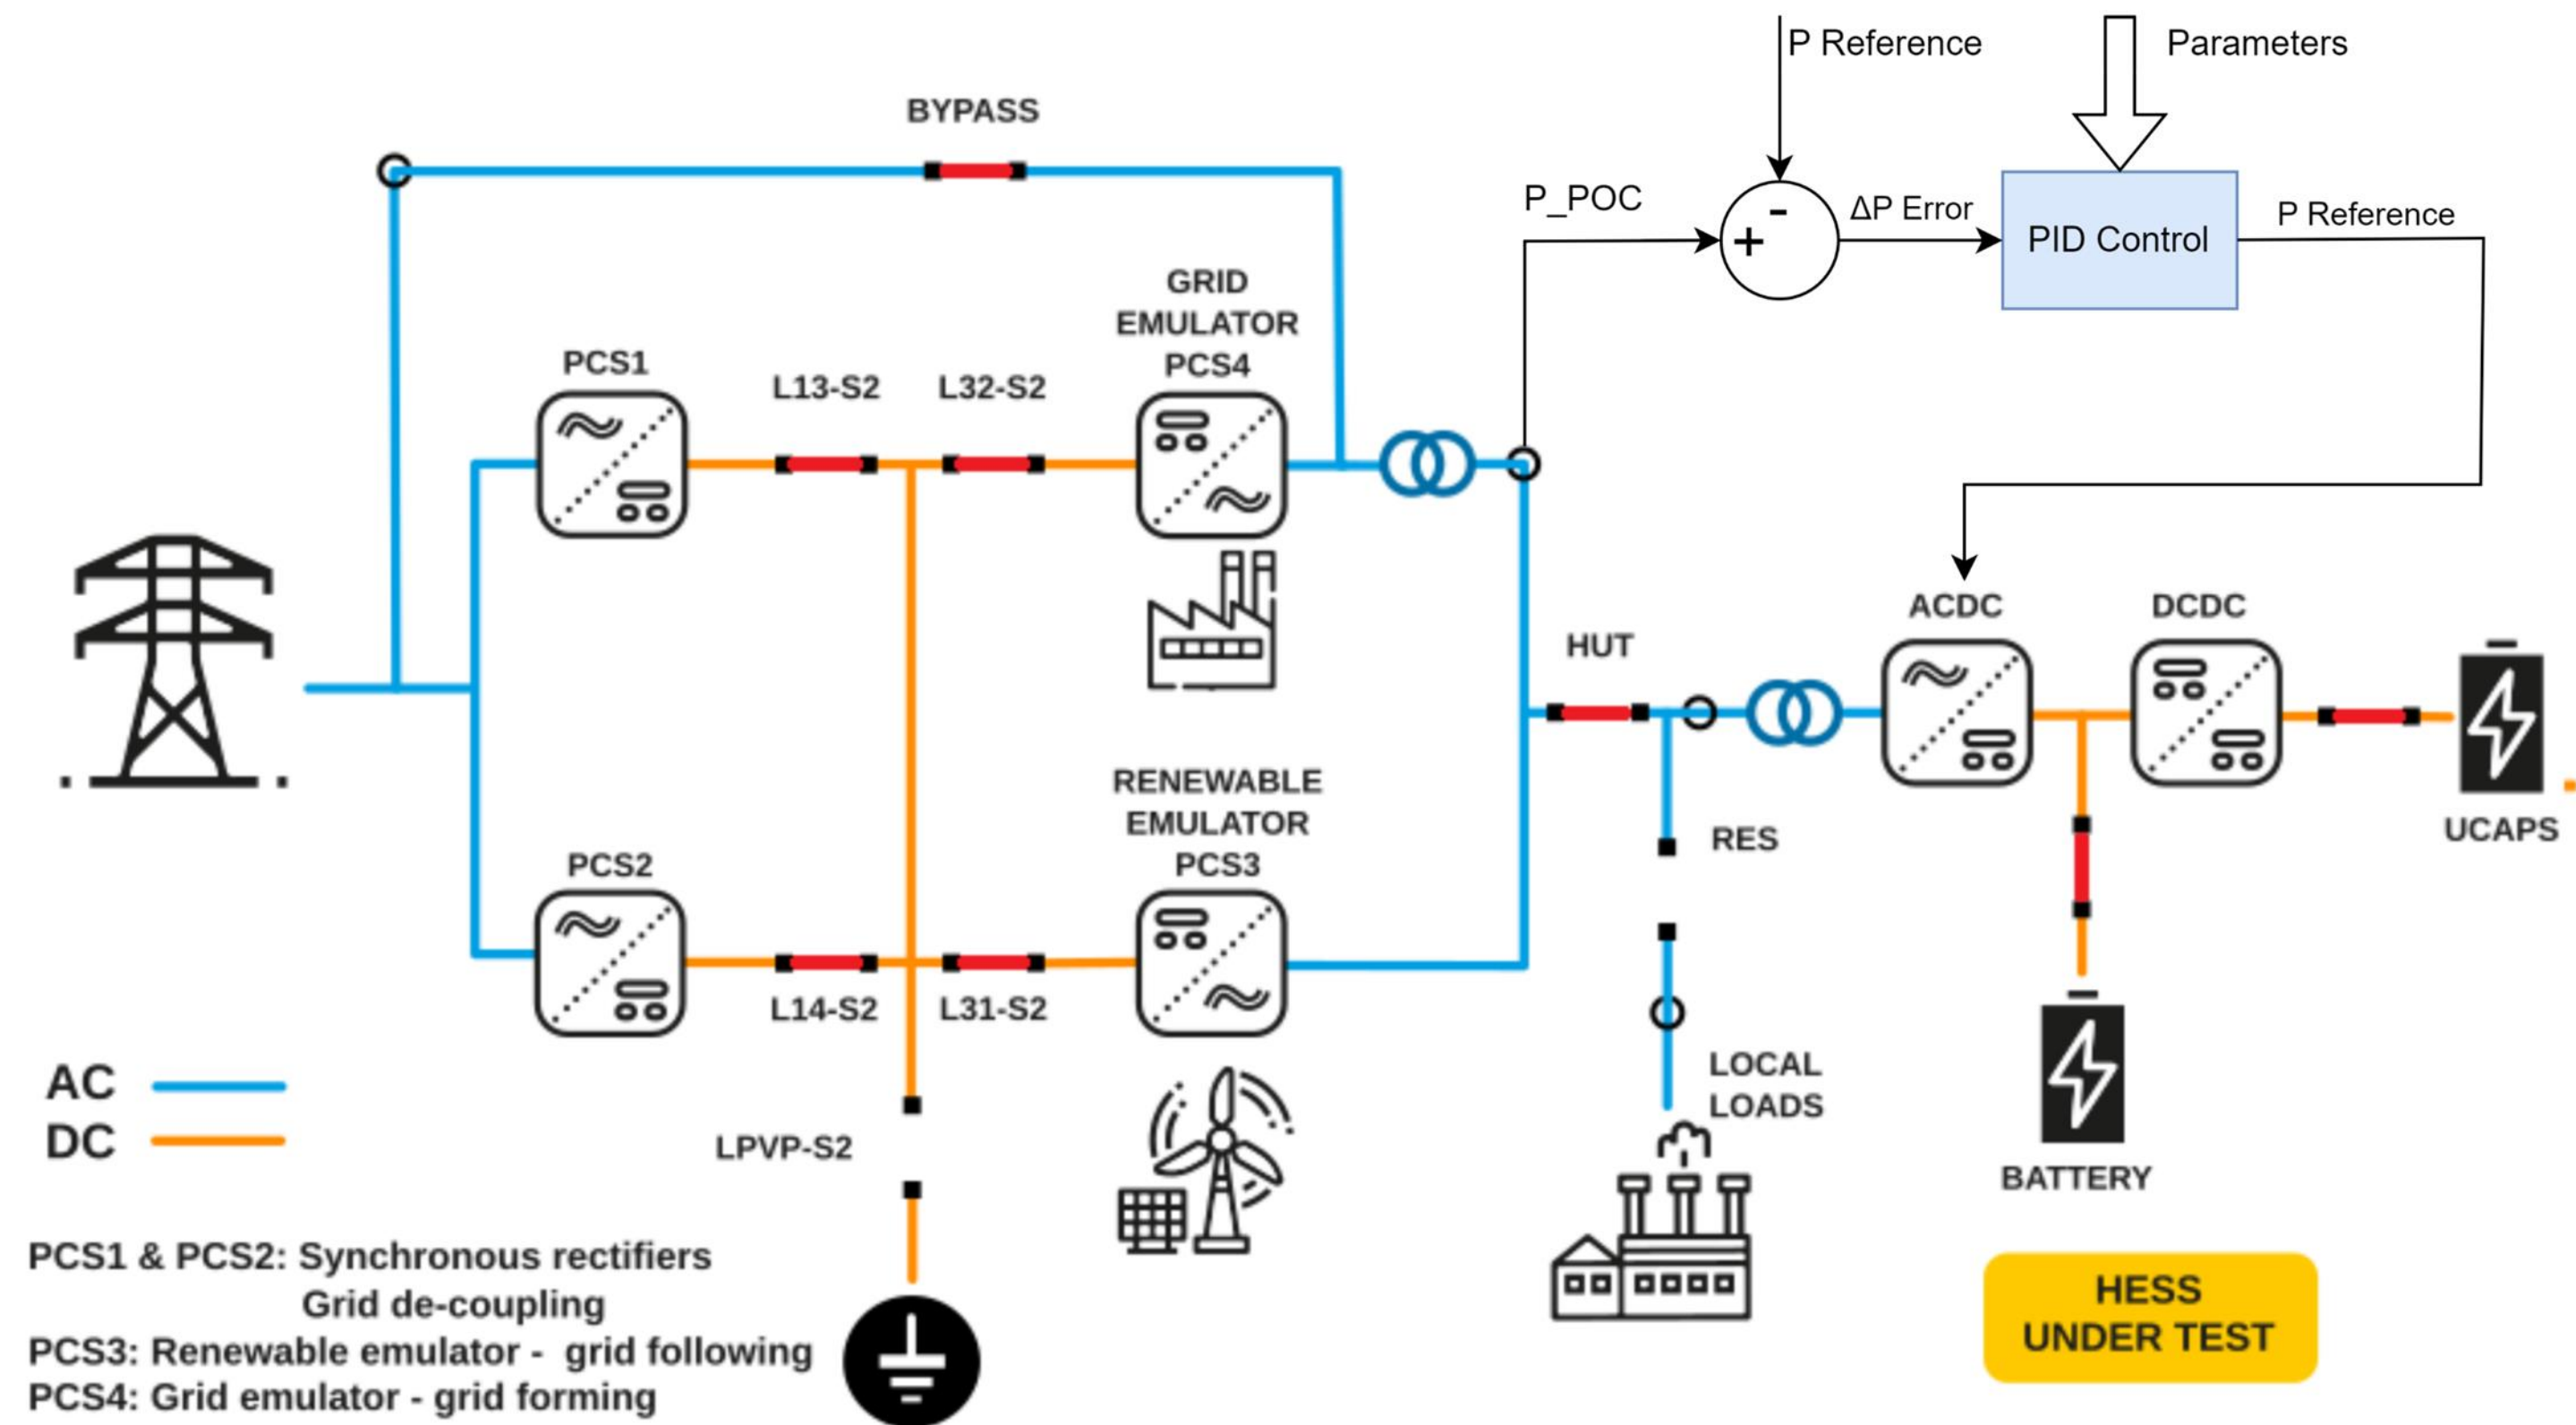 P Reference
Parameters
BYPASS
P_POC
-
+
ΔP Error
PID Control
P Reference
GRID
EMULATOR
PCS4
PCS1
L13-S2
L32-S2
ACDC
DCDC
HUT
UCAPS
RENEWABLE
EMULATOR
PCS3
RES
PCS2
L14-S2
L31-S2
LOCAL
LOADS
AC
DC
LPVP-S2
BATTERY
PCS1 & PCS2: Synchronous rectifiers
Grid de-coupling
PCS3: Renewable emulator - grid following
PCS4: Grid emulator - grid forming
HESS
UNDER TEST